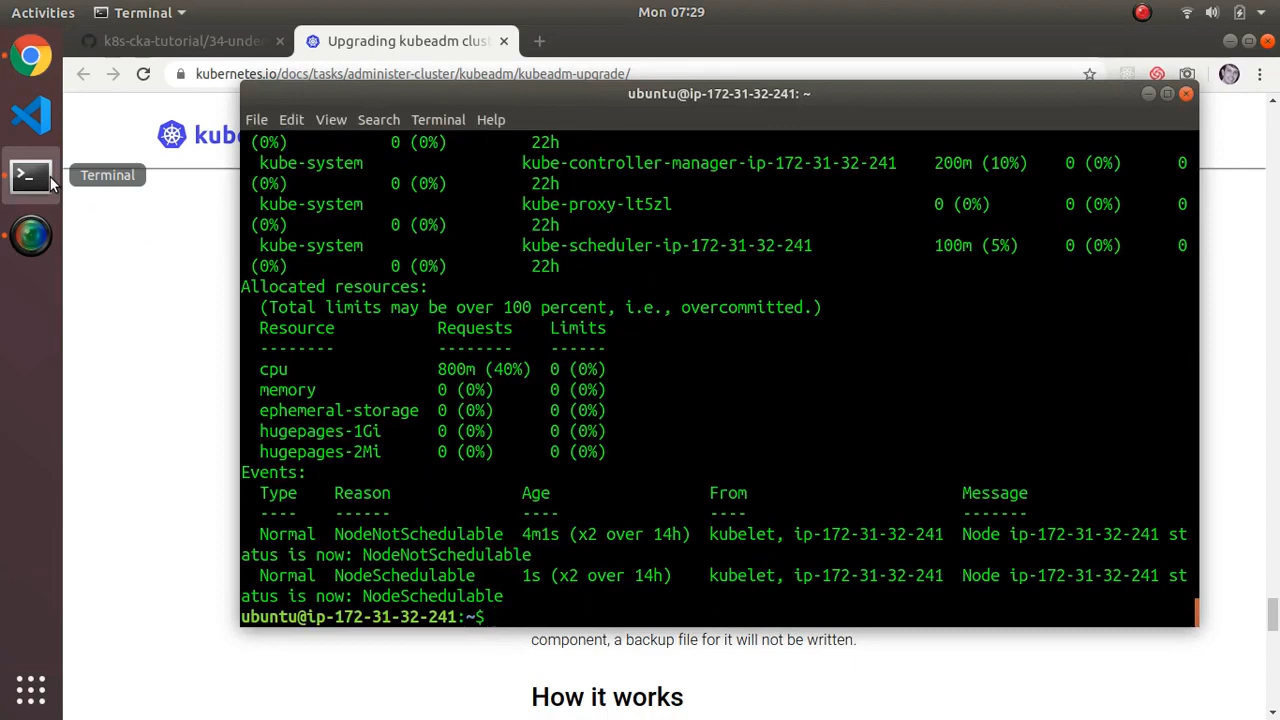 Activities
Terminal
Mon 07:29
k8s-cka-tutorial/34-unde
Upgrading kubeadm clust
kubernetes.io/docs/tasks/administer-cluster/kubeadm/kubeadm-upgrade/
ubuntu@ip-172-31-32-241: ~
File Edit View Search Terminal Help
kub
Terminal
(0%) 0 (0%) 22h
kube-system kube-controller-manager-ip-172-31-32-241 200m (10%) 0 (0%) 0
(0%) 0 (0%) 22h
kube-system kube-proxy-lt5zl 0 (0%) 0 (0%) 0
(0%) 0 (0%) 22h
kube-system kube-scheduler-ip-172-31-32-241 100m (5%) 0 (0%) 0
(0%) 0 (0%) 22h
Allocated resources:
(Total limits may be over 100 percent, i.e., overcommitted.)
Resource Requests Limits
-------- -------- ------
cpu 800m (40%) 0 (0%)
memory 0 (0%) 0 (0%)
ephemeral-storage 0 (0%) 0 (0%)
hugepages-1Gi 0 (0%) 0 (0%)
hugepages-2Mi 0 (0%) 0 (0%)
Events:
Type Reason Age From Message
---- ------ ---- ---- -------
Normal NodeNotSchedulable 4m1s (x2 over 14h) kubelet, ip-172-31-32-241 Node ip-172-31-32-241 st
atus is now: NodeNotSchedulable
Normal NodeSchedulable 1s (x2 over 14h) kubelet, ip-172-31-32-241 Node ip-172-31-32-241 st
atus is now: NodeSchedulable
ubuntu@ip-172-31-32-241:~$
component, a backup file for it will not be written.
How it works